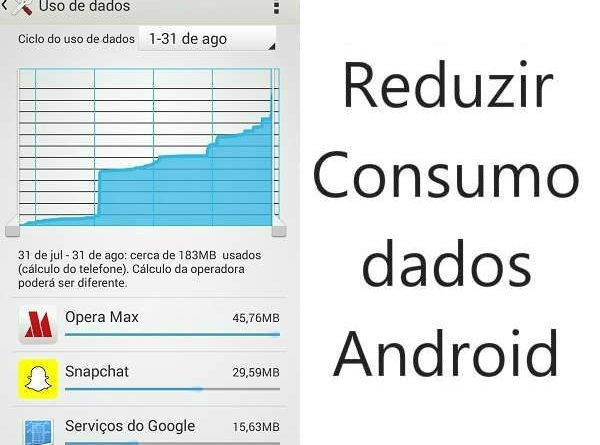 Uso de dados
Ciclo do uso de dados 1-31 de ago
31 de jul - 31 de ago: cerca de 183MB usados
(cálculo do telefone). Cálculo da operadora
poderá ser diferente.
Opera Max 45,76MB
Snapchat 29,59MB
Serviços do Google 15,63MB
Reduzir
Consumo
dados
Android